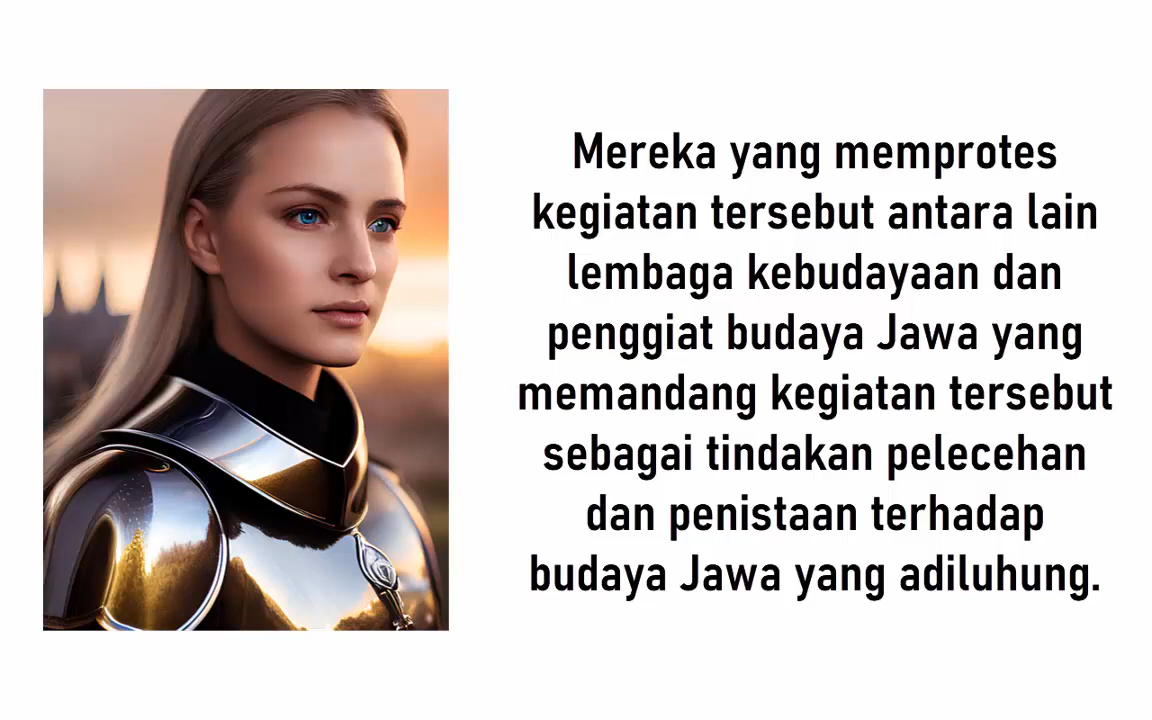 Mereka yang memprotes
kegiatan tersebut antara lain
lembaga kebudayaan dan
penggiat budaya Jawa yang
memandang kegiatan tersebut
sebagai tindakan pelecehan
dan penistaan terhadap
budaya Jawa yang adiluhung.